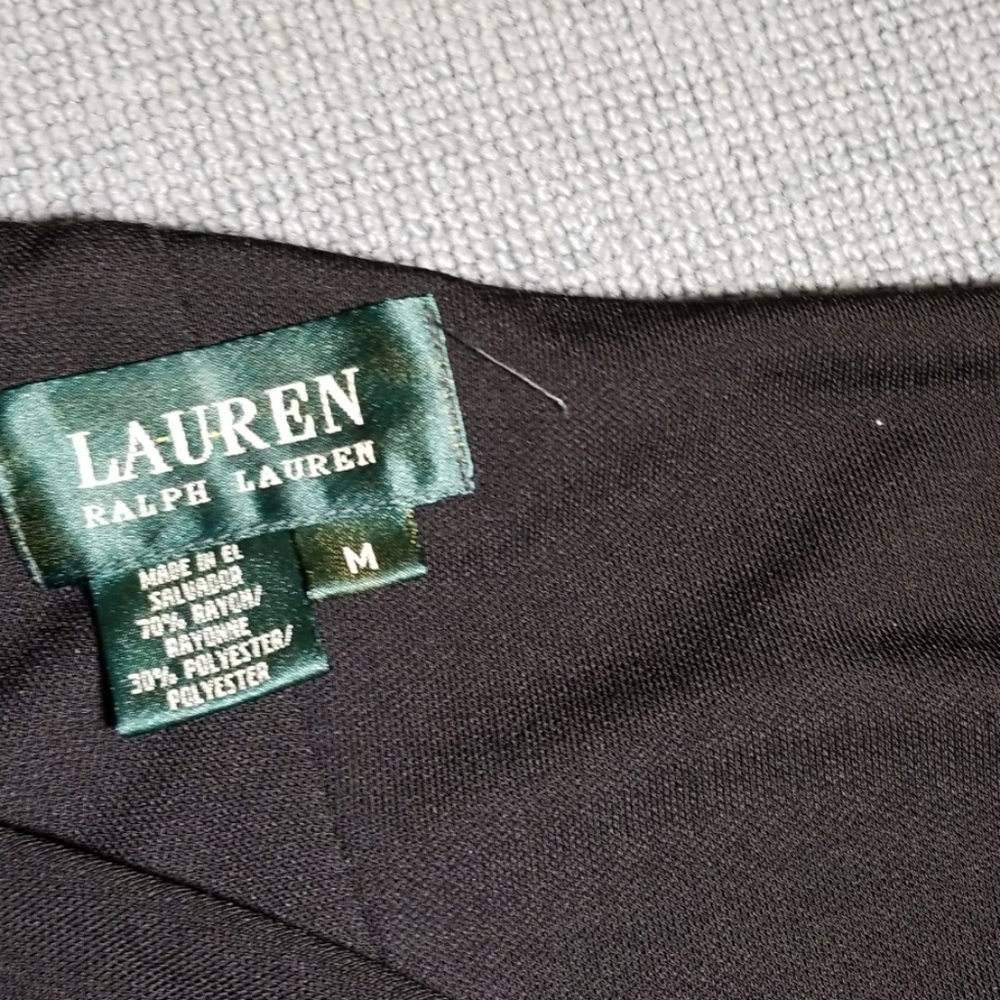 LAUREN
RALPH LAUREN
M
MADE IN EL
SALVADOR
70% RAYON/
RAYONNE
30% POLYESTER/
POLYESTER